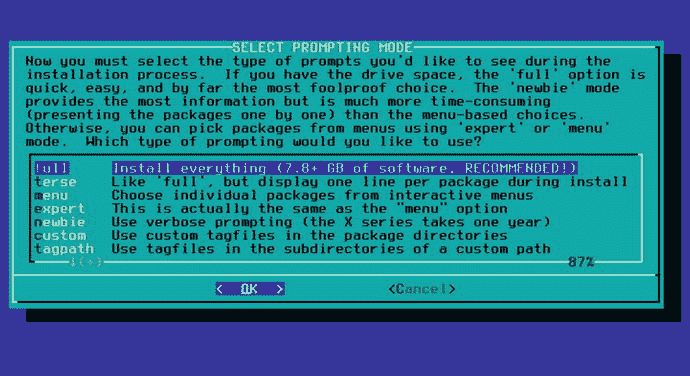 SELECT PROMPTING MODE
Now you must select the type of prompts you'd like to see during the
installation process.  If you have the drive space, the 'full' option is
quick, easy, and by far the most foolproof choice.  The 'newbie' mode
provides the most information but is much more time-consuming
(presenting the packages one by one) than the menu-based choices.
Otherwise, you can pick packages from menus using 'expert' or 'menu'
mode.  Which type of prompting would you like to use?
full Install everything (7.8+ GB of software, RECOMMENDED!)
terse Like 'full', but display one line per package during install
menu Choose individual packages from interactive menus
expert This is actually the same as the "menu" option
newbie Use verbose prompting (the X series takes one year)
custom Use custom tagfiles in the package directories
tagpath Use tagfiles in the subdirectories of a custom path
↓(+) 87%
< OK > <Cancel>